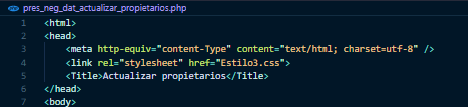 pres_neg_dat_actualizar_propietarios.php
1 <html>
2 <head>
3 <meta http-equiv="content-Type" content="text/html; charset=utf-8" />
4 <link rel="stylesheet" href="Estilo3.css">
5 <Title>Actualizar propietarios</Title>
6 </head>
7 <body>